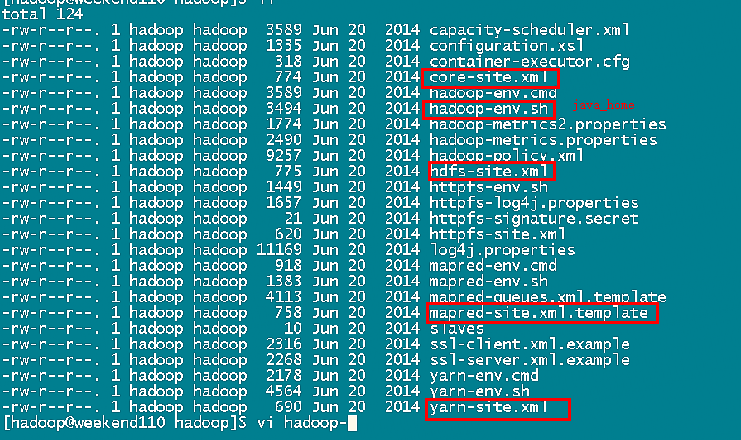 [hadoop@weekend110 hadoop]$ ll
total 124
-rw-r--r--. 1 hadoop hadoop 3589 Jun 20 2014 capacity-scheduler.xml
-rw-r--r--. 1 hadoop hadoop 1335 Jun 20 2014 configuration.xsl
-rw-r--r--. 1 hadoop hadoop 318 Jun 20 2014 container-executor.cfg
-rw-r--r--. 1 hadoop hadoop 774 Jun 20 2014 core-site.xml
-rw-r--r--. 1 hadoop hadoop 3589 Jun 20 2014 hadoop-env.cmd
-rw-r--r--. 1 hadoop hadoop 3494 Jun 20 2014 hadoop-env.sh java_home
-rw-r--r--. 1 hadoop hadoop 1774 Jun 20 2014 hadoop-metrics2.properties
-rw-r--r--. 1 hadoop hadoop 2490 Jun 20 2014 hadoop-metrics.properties
-rw-r--r--. 1 hadoop hadoop 9257 Jun 20 2014 hadoop-policy.xml
-rw-r--r--. 1 hadoop hadoop 775 Jun 20 2014 hdfs-site.xml
-rw-r--r--. 1 hadoop hadoop 1449 Jun 20 2014 httpfs-env.sh
-rw-r--r--. 1 hadoop hadoop 1657 Jun 20 2014 httpfs-log4j.properties
-rw-r--r--. 1 hadoop hadoop 21 Jun 20 2014 httpfs-signature.secret
-rw-r--r--. 1 hadoop hadoop 620 Jun 20 2014 httpfs-site.xml
-rw-r--r--. 1 hadoop hadoop 11169 Jun 20 2014 log4j.properties
-rw-r--r--. 1 hadoop hadoop 918 Jun 20 2014 mapred-env.cmd
-rw-r--r--. 1 hadoop hadoop 1383 Jun 20 2014 mapred-env.sh
-rw-r--r--. 1 hadoop hadoop 4113 Jun 20 2014 mapred-queues.xml.template
-rw-r--r--. 1 hadoop hadoop 758 Jun 20 2014 mapred-site.xml.template
-rw-r--r--. 1 hadoop hadoop 10 Jun 20 2014 slaves
-rw-r--r--. 1 hadoop hadoop 2316 Jun 20 2014 ssl-client.xml.example
-rw-r--r--. 1 hadoop hadoop 2268 Jun 20 2014 ssl-server.xml.example
-rw-r--r--. 1 hadoop hadoop 2178 Jun 20 2014 yarn-env.cmd
-rw-r--r--. 1 hadoop hadoop 4564 Jun 20 2014 yarn-env.sh
-rw-r--r--. 1 hadoop hadoop 690 Jun 20 2014 yarn-site.xml
[hadoop@weekend110 hadoop]$ vi hadoop-